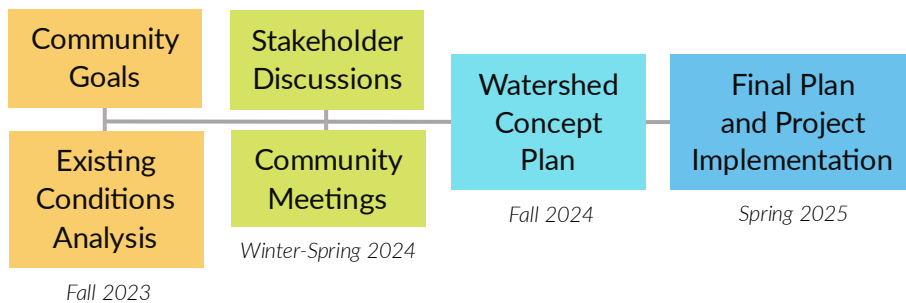 Community
Goals
Existing
Conditions
Analysis
Fall 2023
Stakeholder
Discussions
Community
Meetings
Winter-Spring 2024
Watershed
Concept
Plan
Fall 2024
Final Plan
and Project
Implementation
Spring 2025